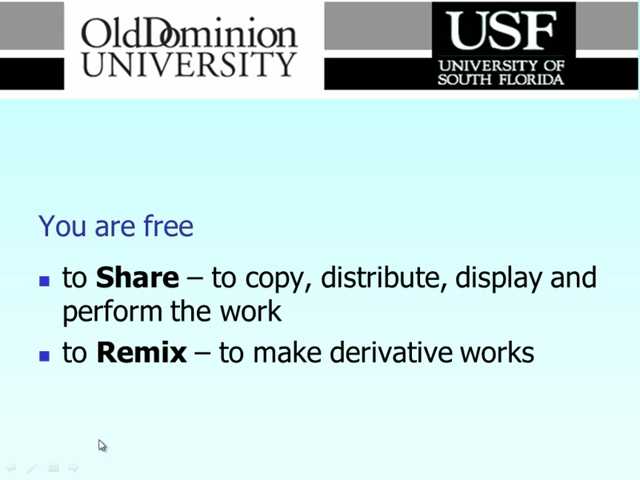 OldDominion
UNIVERSITY
USF
UNIVERSITY OF
SOUTH FLORIDA
You are free
to Share – to copy, distribute, display and
perform the work
to Remix – to make derivative works